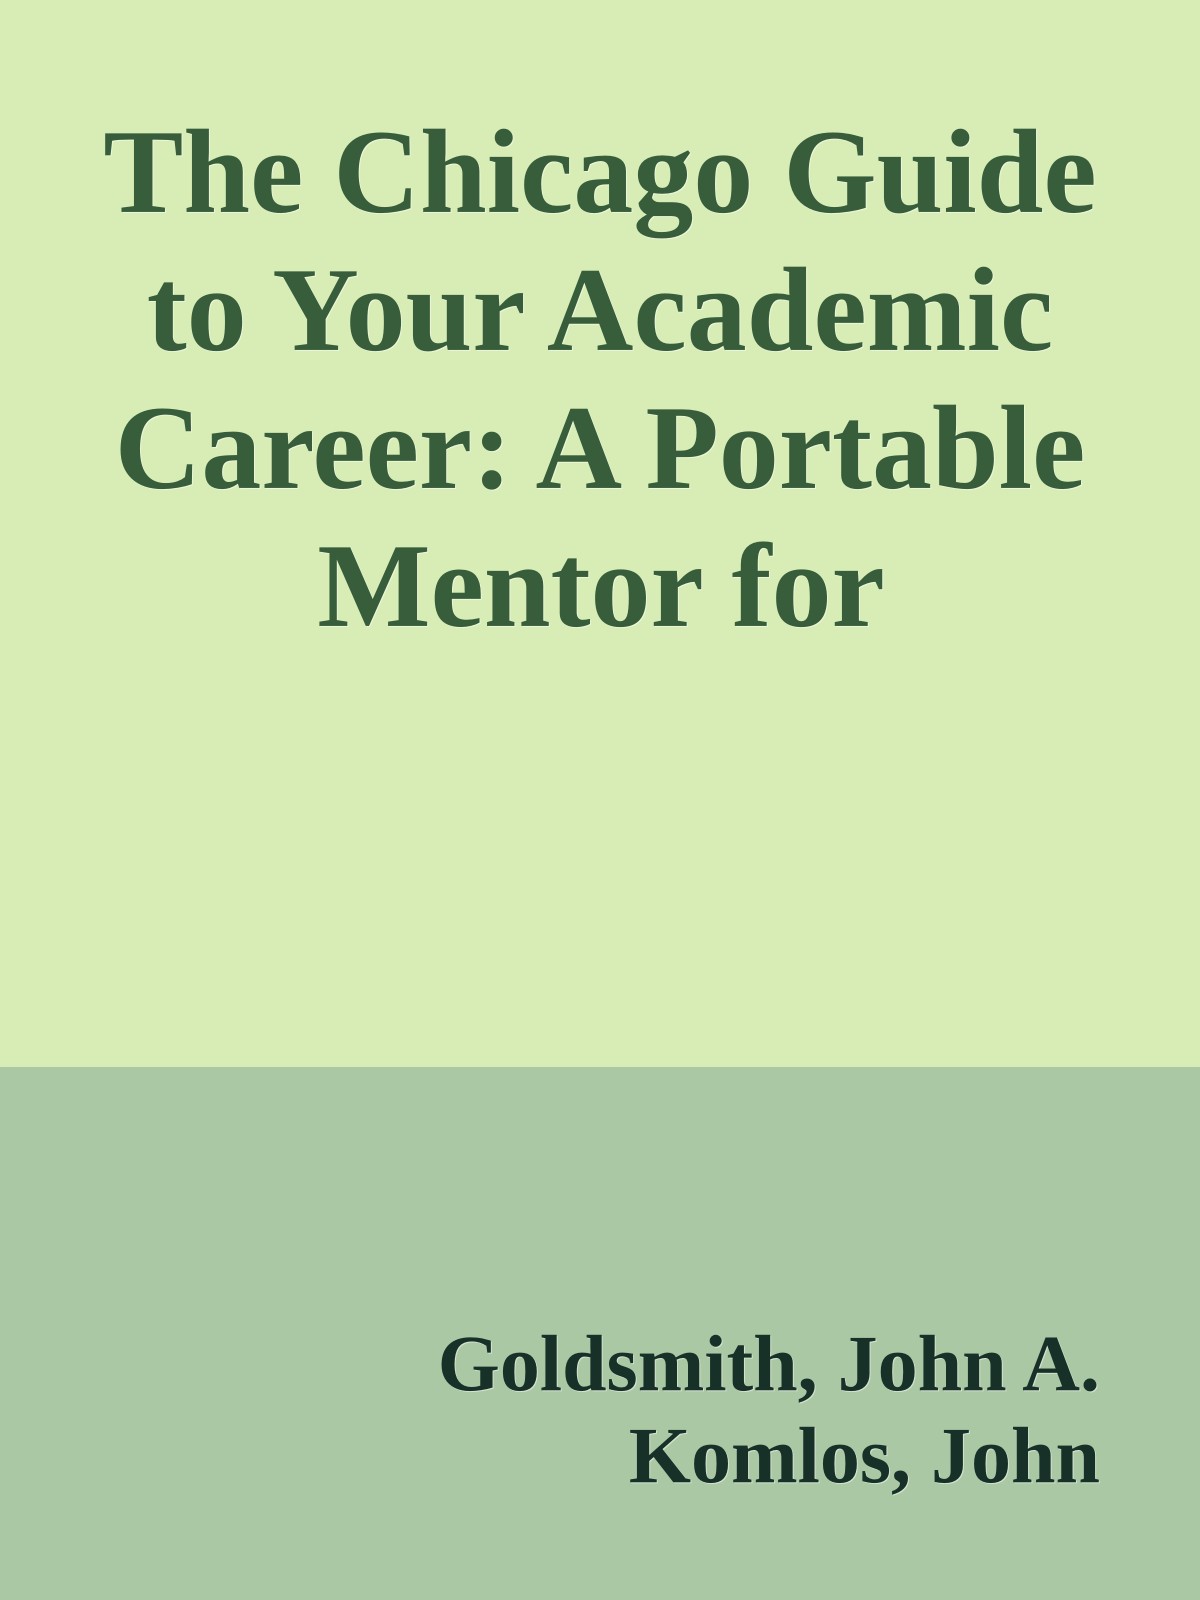 The Chicago Guide
to Your Academic
Career: A Portable
Mentor for
Goldsmith, John A.
Komlos, John